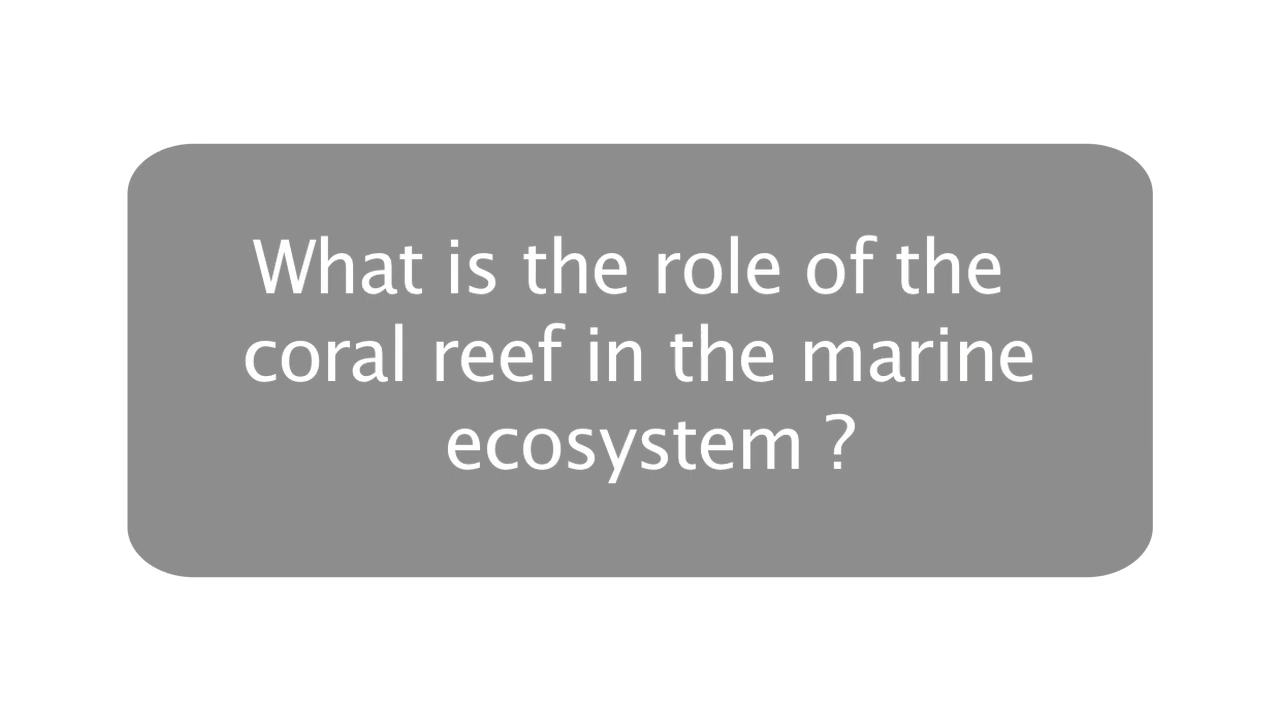 What is the role of the
coral reef in the marine
ecosystem ?